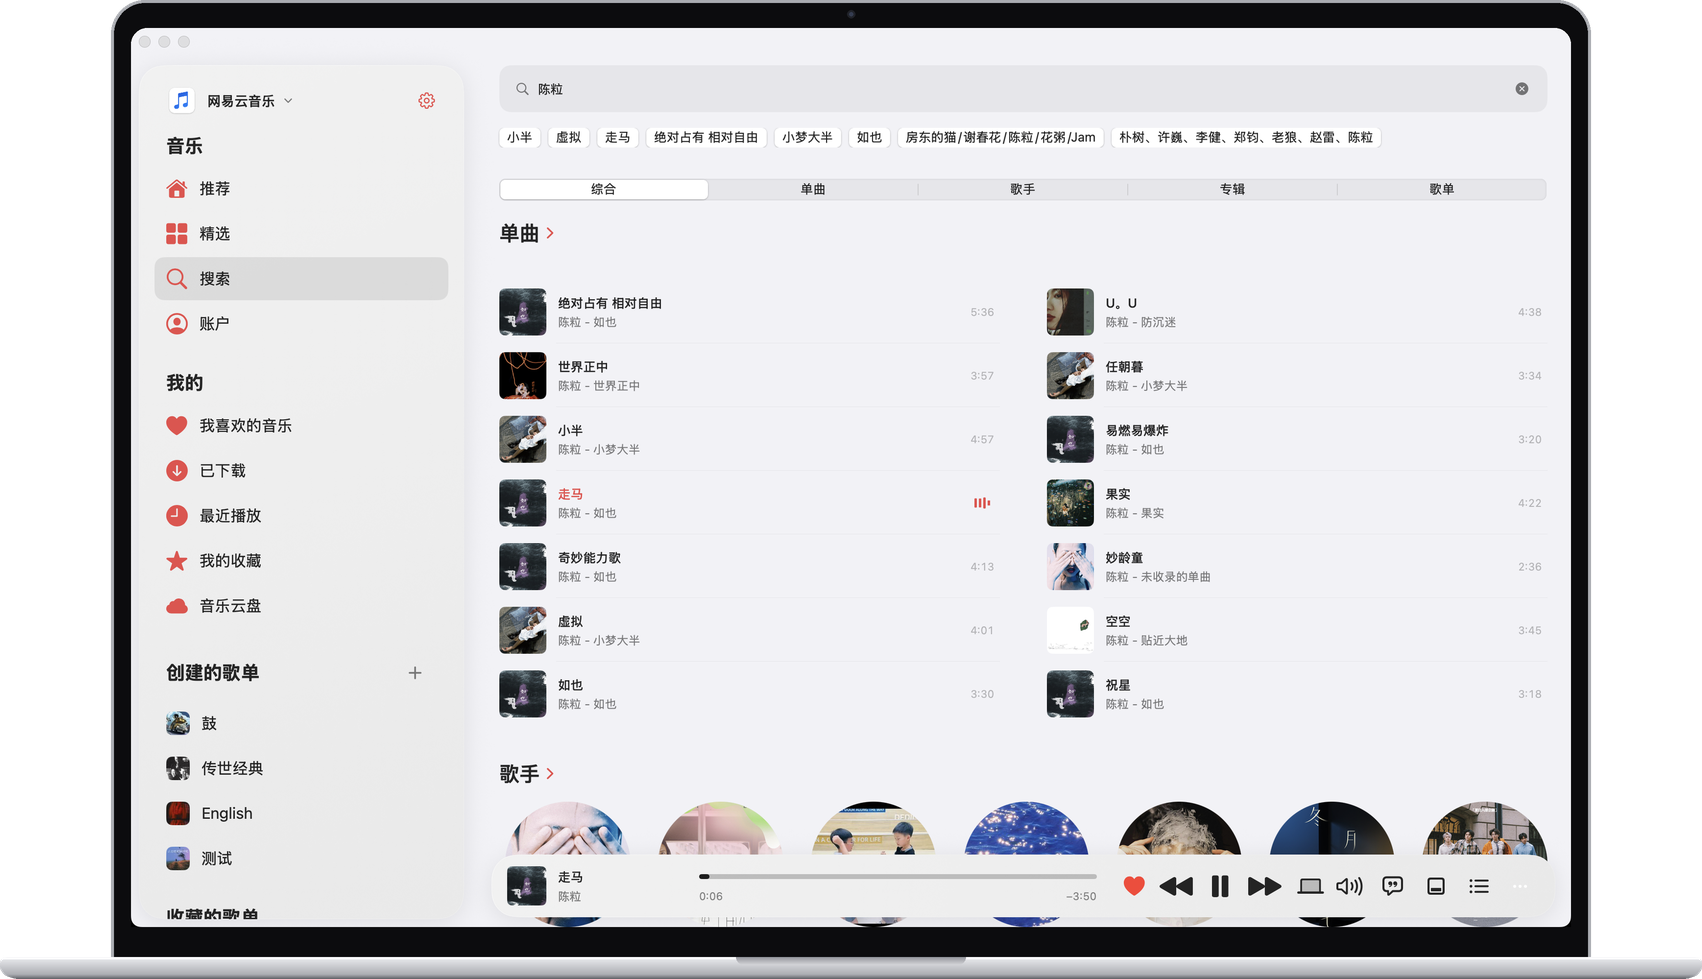 网易云音乐
音乐
推荐
精选
搜索
账户
我的
我喜欢的音乐
已下载
最近播放
我的收藏
音乐云盘
创建的歌单
鼓
传世经典
English
测试
收藏的歌单
陈粒
小半 虚拟 走马 绝对占有 相对自由 小梦大半 如也 房东的猫/谢春花/陈粒/花粥/Jam 朴树、许巍、李健、郑钧、老狼、赵雷、陈粒
综合 单曲 歌手 专辑 歌单
单曲
绝对占有 相对自由
陈粒 - 如也
5:36
U。U
陈粒 - 防沉迷
4:38
世界正中
陈粒 - 世界正中
3:57
任朝暮
陈粒 - 小梦大半
3:34
小半
陈粒 - 小梦大半
4:57
易燃易爆炸
陈粒 - 如也
3:20
走马
陈粒 - 如也
果实
陈粒 - 果实
4:22
奇妙能力歌
陈粒 - 如也
4:13
妙龄童
陈粒 - 未收录的单曲
2:36
虚拟
陈粒 - 小梦大半
4:01
空空
陈粒 - 贴近大地
3:45
如也
陈粒 - 如也
3:30
祝星
陈粒 - 如也
3:18
歌手
冬
月
走马
陈粒
0:06
-3:50